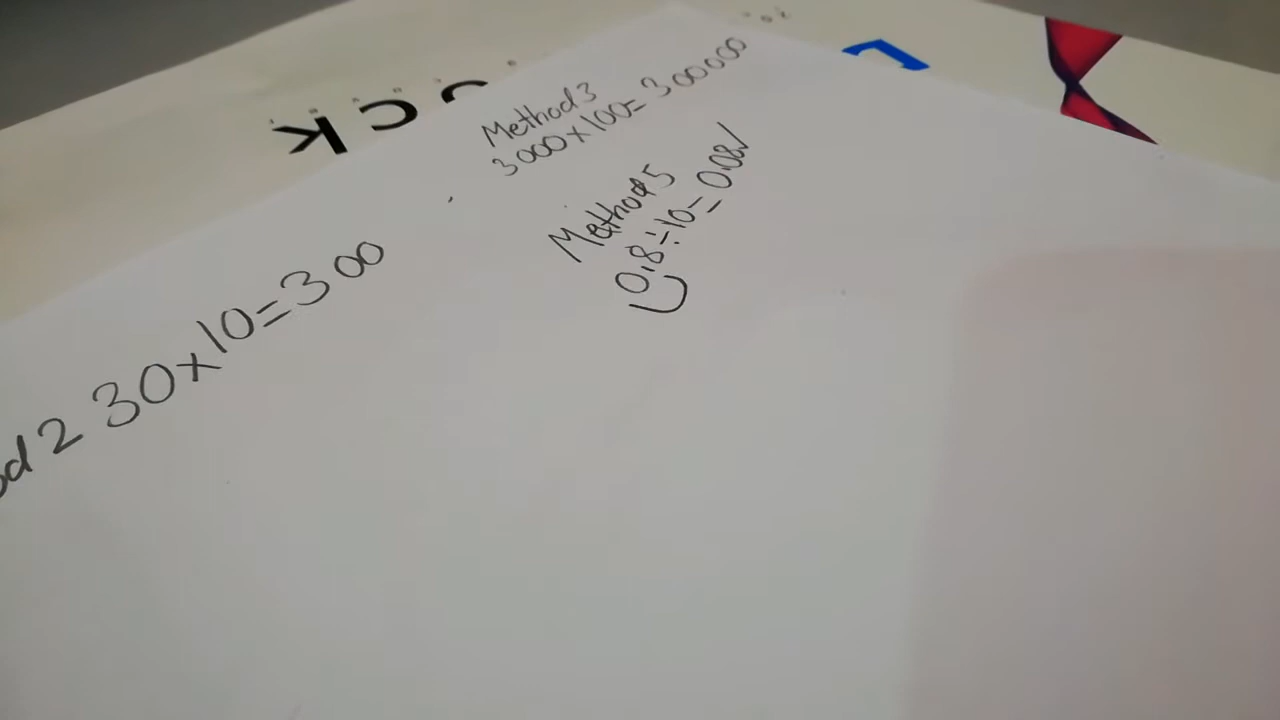 Method 3
3000×100=300000
Method 5
0.8÷10=0.08
2 30×10=300